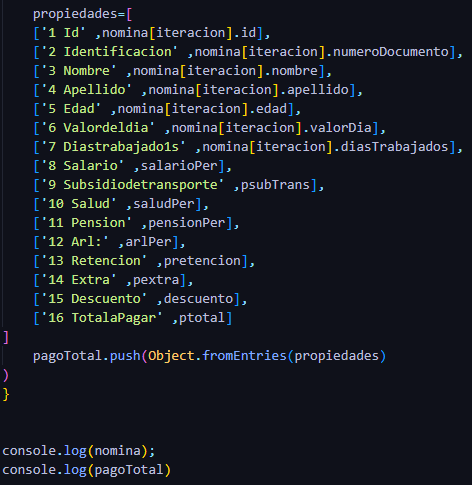 propiedades=[
['1 Id' ,nomina[iteracion].id],
['2 Identificacion' ,nomina[iteracion].numeroDocumento],
['3 Nombre' ,nomina[iteracion].nombre],
['4 Apellido' ,nomina[iteracion].apellido],
['5 Edad' ,nomina[iteracion].edad],
['6 Valordeldia' ,nomina[iteracion].valorDia],
['7 Diastrabajado1s' ,nomina[iteracion].diasTrabajados],
['8 Salario' ,salarioPer],
['9 Subsidiodetransporte' ,psubTrans],
['10 Salud' ,saludPer],
['11 Pension' ,pensionPer],
['12 Arl:' ,arlPer],
['13 Retencion' ,pretencion],
['14 Extra' ,pextra],
['15 Descuento' ,descuento],
['16 TotalaPagar' ,ptotal]
]
pagoTotal.push(Object.fromEntries(propiedades)
)
}
console.log(nomina);
console.log(pagoTotal)